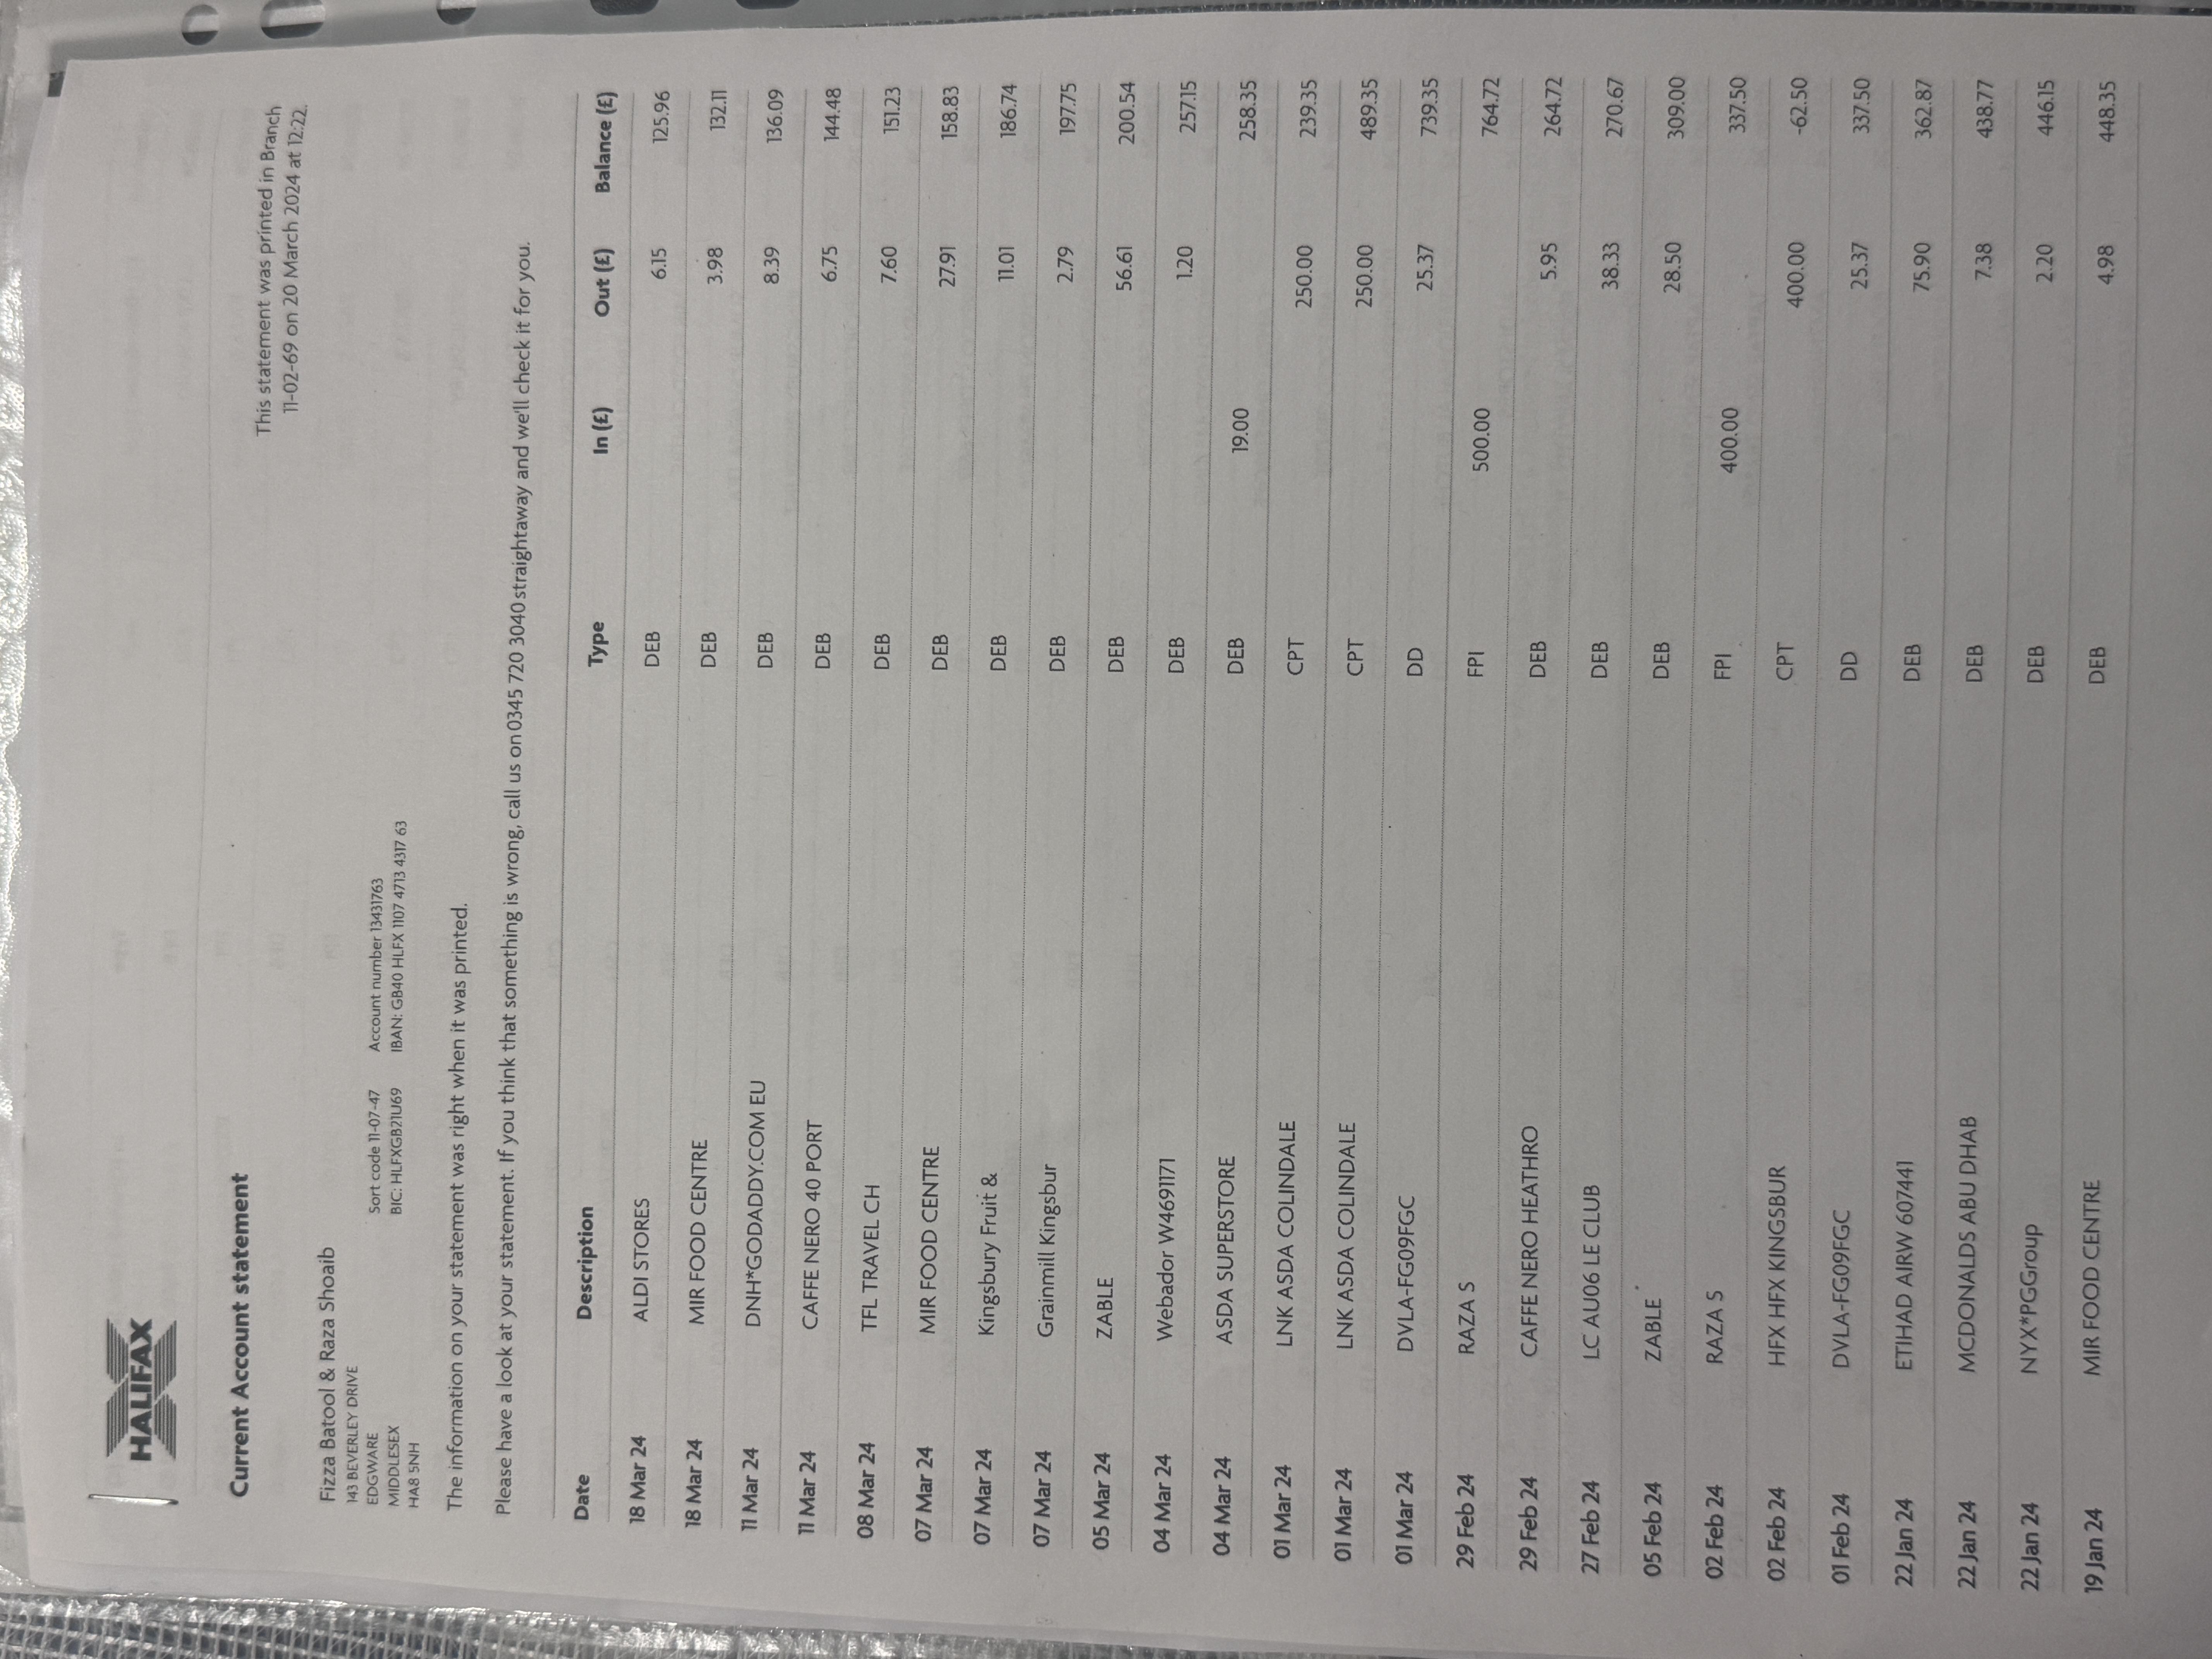 HALIFAX
Current Account statement
This statement was printed in Branch
11-02-69 on 20 March 2024 at 12:22.
Fizza Batool & Raza Shoaib
143 BEVERLEY DRIVE
EDGWARE
MIDDLESEX
HA8 5NH
Sort code 11-07-47 Account number 13431763
BIC: HLFXGB21U69 IBAN: GB40 HLFX 1107 4713 4317 63
The information on your statement was right when it was printed.
Please have a look at your statement. If you think that something is wrong, call us on 0345 720 3040 straightaway and we'll check it for you.
Date Description Type In (£) Out (£) Balance (£)
18 Mar 24 ALDI STORES DEB 6.15 125.96
18 Mar 24 MIR FOOD CENTRE DEB 3.98 132.11
11 Mar 24 DNH*GODADDY.COM EU DEB 8.39 136.09
11 Mar 24 CAFFE NERO 40 PORT DEB 6.75 144.48
08 Mar 24 TFL TRAVEL CH DEB 7.60 151.23
07 Mar 24 MIR FOOD CENTRE DEB 27.91 158.83
07 Mar 24 Kingsbury Fruit & DEB 11.01 186.74
07 Mar 24 Grainmill Kingsbur DEB 2.79 197.75
05 Mar 24 ZABLE DEB 56.61 200.54
04 Mar 24 Webador W4691171 DEB 1.20 257.15
04 Mar 24 ASDA SUPERSTORE DEB 19.00 258.35
01 Mar 24 LNK ASDA COLINDALE CPT 250.00 239.35
01 Mar 24 LNK ASDA COLINDALE CPT 250.00 489.35
01 Mar 24 DVLA-FG09FGC DD 25.37 739.35
29 Feb 24 RAZA S FPI 500.00 764.72
29 Feb 24 CAFFE NERO HEATHRO DEB 5.95 264.72
27 Feb 24 LC AU06 LE CLUB DEB 38.33 270.67
05 Feb 24 ZABLE DEB 28.50 309.00
02 Feb 24 RAZA S FPI 400.00 337.50
02 Feb 24 HFX HFX KINGSBUR CPT 400.00 -62.50
01 Feb 24 DVLA-FG09FGC DD 25.37 337.50
22 Jan 24 ETIHAD AIRW 607441 DEB 75.90 362.87
22 Jan 24 MCDONALDS ABU DHAB DEB 7.38 438.77
22 Jan 24 NYX*PGGroup DEB 2.20 446.15
19 Jan 24 MIR FOOD CENTRE DEB 4.98 448.35